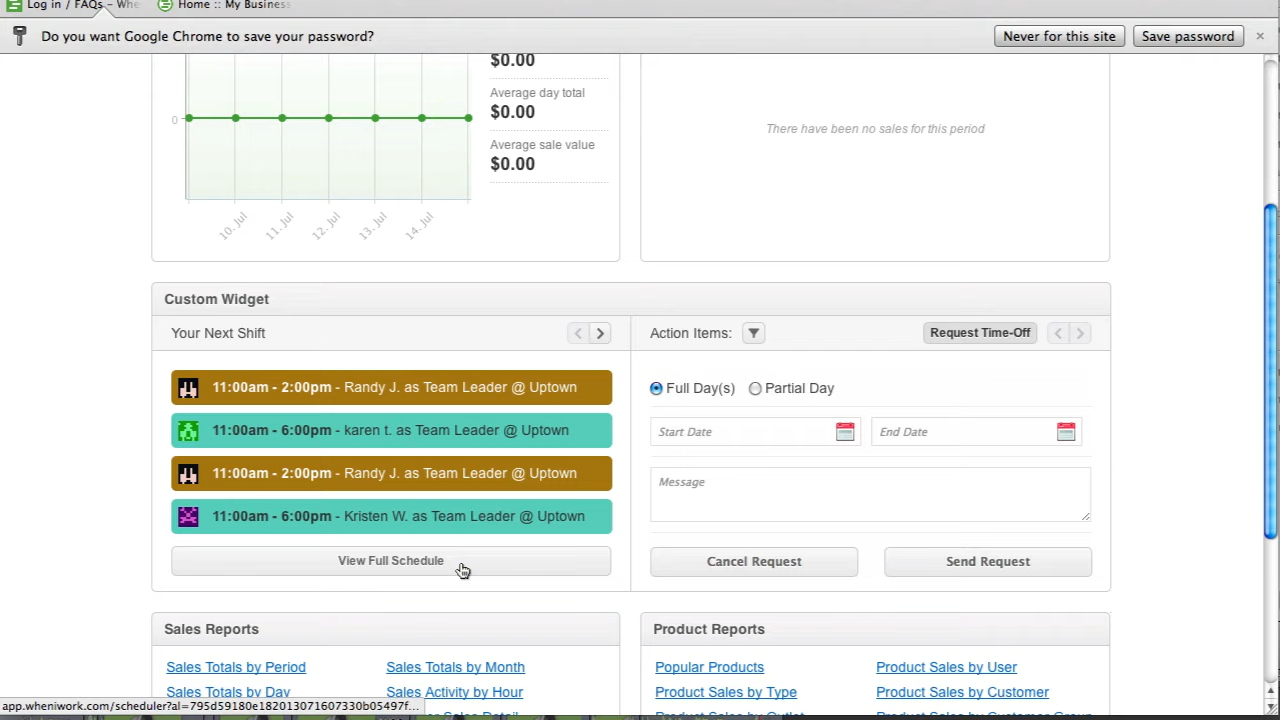 Log in / FAQs – Whe
Home :: My Business
Do you want Google Chrome to save your password?
Never for this site
Save password
$0.00
Average day total
$0.00
Average sale value
$0.00
0
10. Jul
11. Jul
12. Jul
13. Jul
14. Jul
There have been no sales for this period
Custom Widget
Your Next Shift
Action Items:
Request Time-Off
11:00am - 2:00pm - Randy J. as Team Leader @ Uptown
11:00am - 6:00pm - karen t. as Team Leader @ Uptown
11:00am - 2:00pm - Randy J. as Team Leader @ Uptown
11:00am - 6:00pm - Kristen W. as Team Leader @ Uptown
View Full Schedule
Full Day(s)
Partial Day
Start Date
End Date
Message
Cancel Request
Send Request
Sales Reports
Sales Totals by Period
Sales Totals by Month
Sales Totals by Day
Sales Activity by Hour
Product Reports
Popular Products
Product Sales by User
Product Sales by Type
Product Sales by Customer
app.wheniwork.com/scheduler?al=795d59180e182013071607330b05497f...